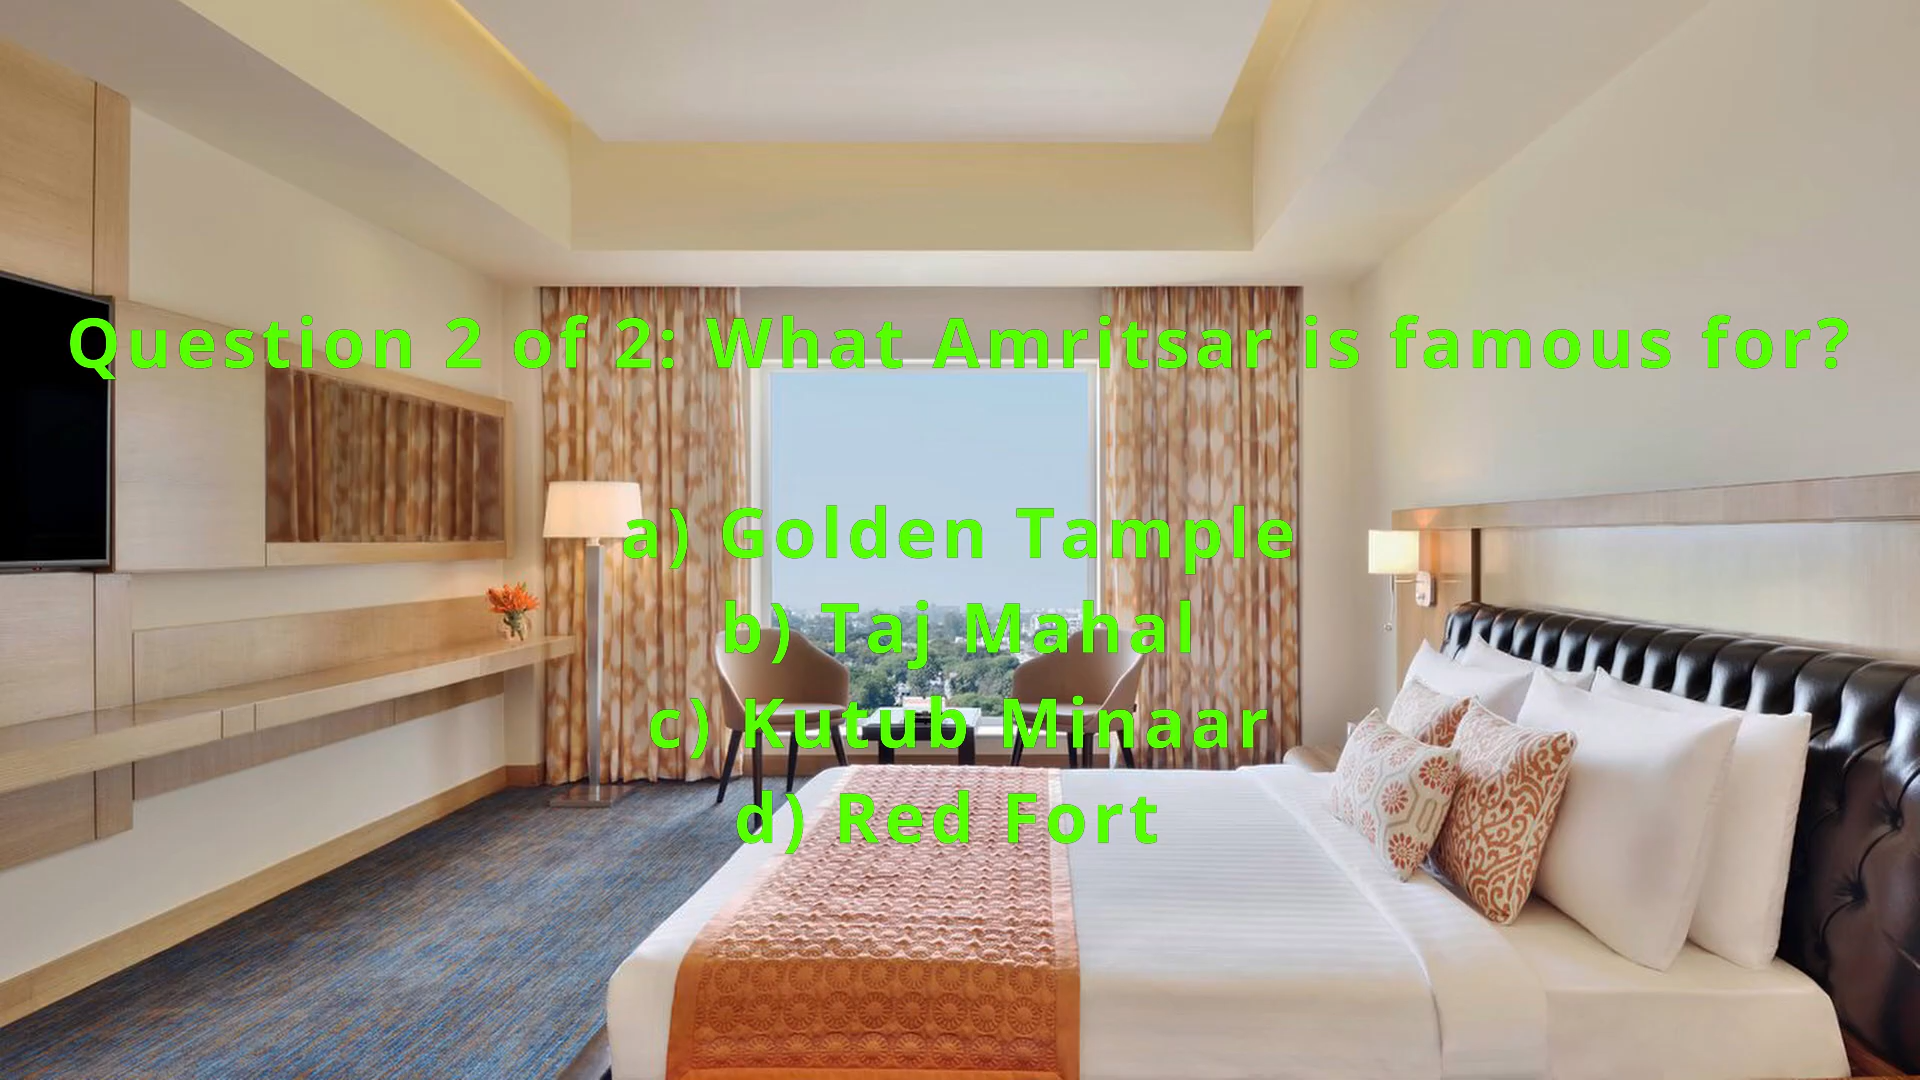 Question 2 of 2: What Amritsar is famous for?
a) Golden Tample
b) Taj Mahal
c) Kutub Minaar
d) Red Fort